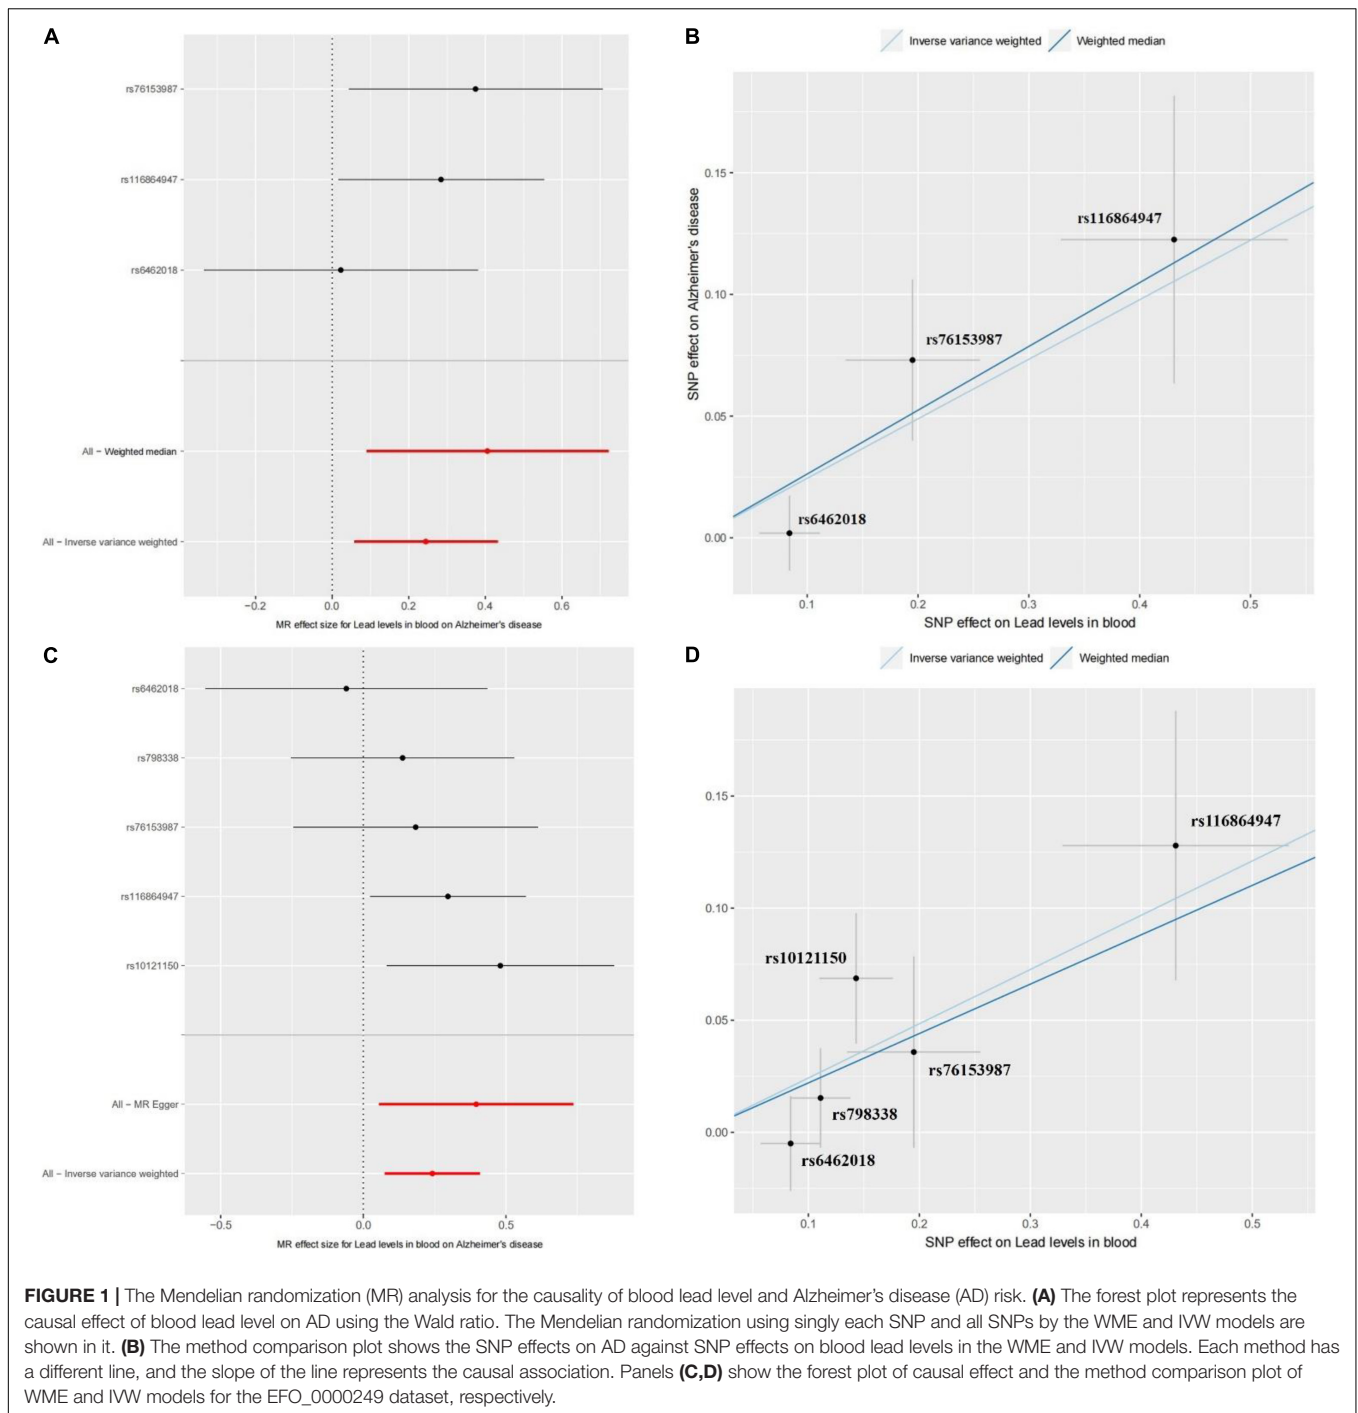 A
rs76153987
rs116864947
rs6462018
All − Weighted median
All − Inverse variance weighted
−0.2 0.0 0.2 0.4 0.6
MR effect size for Lead levels in blood on Alzheimer's disease
B
Inverse variance weighted Weighted median
SNP effect on Alzheimer's disease
0.15
0.10
0.05
0.00
rs116864947
rs76153987
rs6462018
0.1 0.2 0.3 0.4 0.5
SNP effect on Lead levels in blood
C
rs6462018
rs798338
rs76153987
rs116864947
rs10121150
All − MR Egger
All − Inverse variance weighted
−0.5 0.0 0.5
MR effect size for Lead levels in blood on Alzheimer's disease
D
Inverse variance weighted Weighted median
0.15
0.10
0.05
0.00
rs116864947
rs10121150
rs76153987
rs798338
rs6462018
0.1 0.2 0.3 0.4 0.5
SNP effect on Lead levels in blood
FIGURE 1 | The Mendelian randomization (MR) analysis for the causality of blood lead level and Alzheimer's disease (AD) risk. (A) The forest plot represents the
causal effect of blood lead level on AD using the Wald ratio. The Mendelian randomization using singly each SNP and all SNPs by the WME and IVW models are
shown in it. (B) The method comparison plot shows the SNP effects on AD against SNP effects on blood lead levels in the WME and IVW models. Each method has
a different line, and the slope of the line represents the causal association. Panels (C,D) show the forest plot of causal effect and the method comparison plot of
WME and IVW models for the EFO_0000249 dataset, respectively.